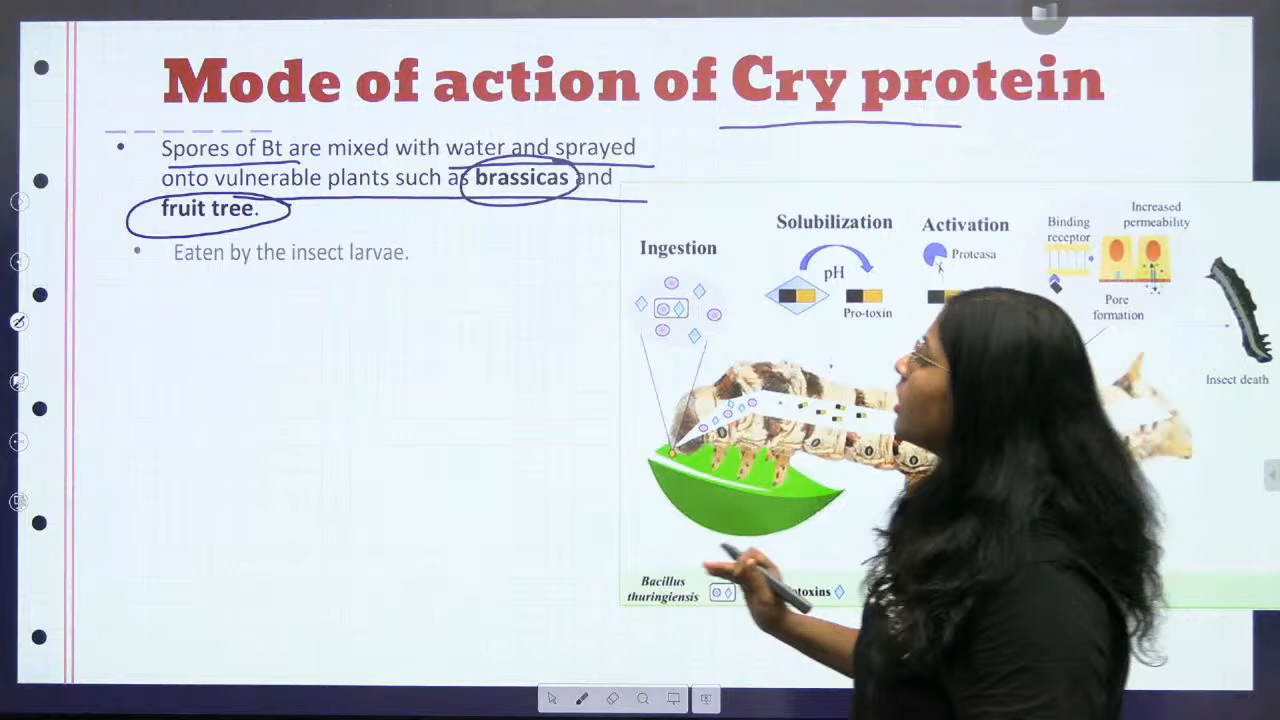 Mode of action of Cry protein
• Spores of Bt are mixed with water and sprayed
onto vulnerable plants such as brassicas and
fruit tree.
• Eaten by the insect larvae.
Ingestion
Solubilization
pH
Pro-toxin
Activation
Proteasa
Binding
receptor
Increased
permeability
Pore
formation
Insect death
Bacillus
thuringiensis